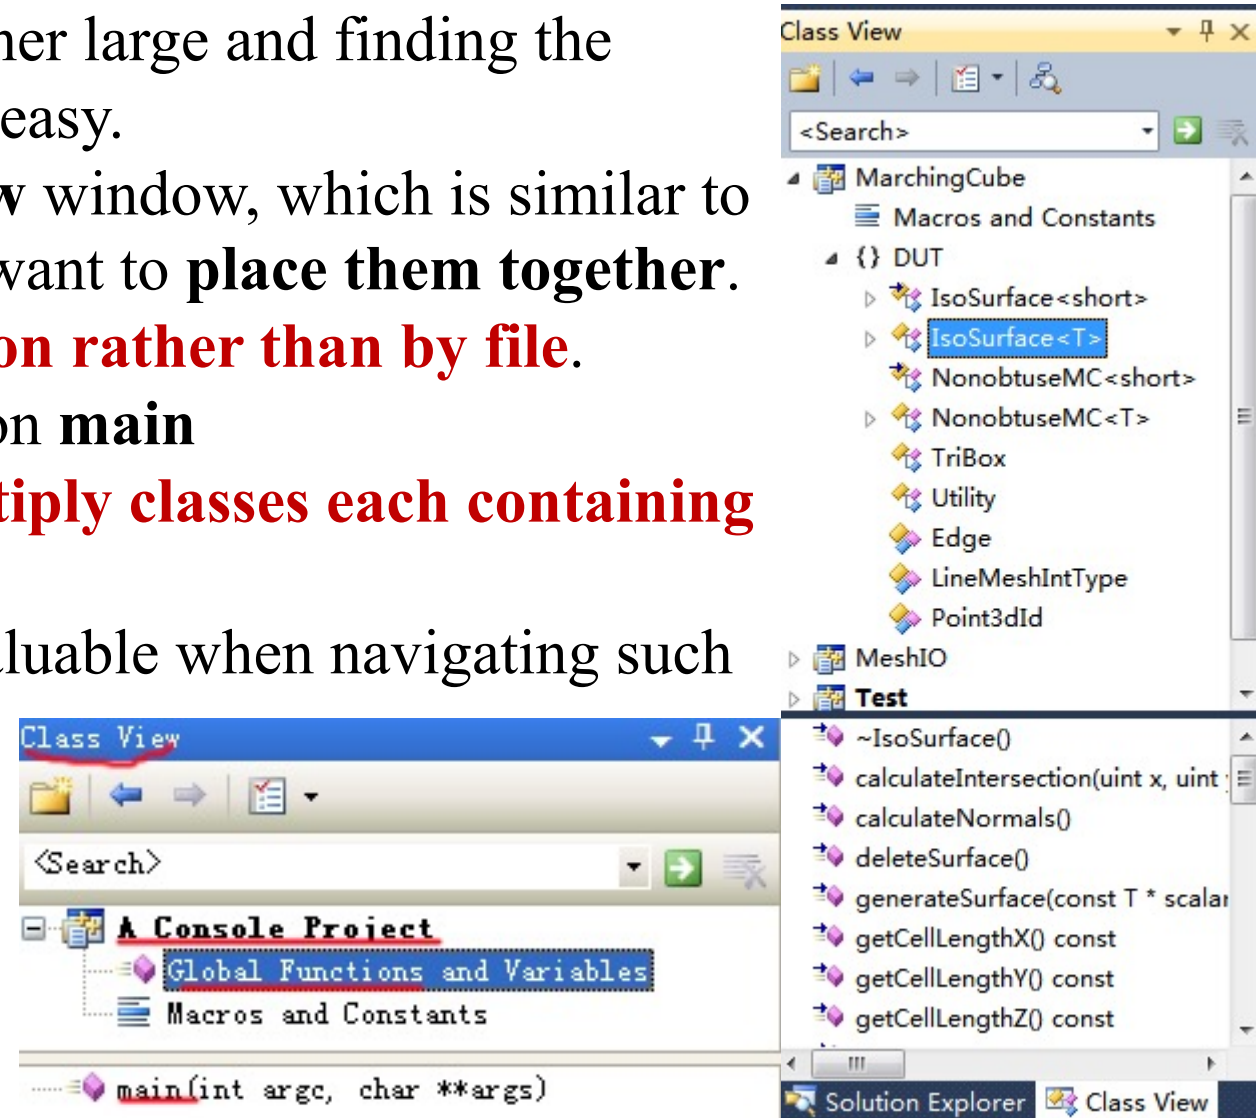 her large and finding the
easy.
w window, which is similar to
want to place them together.
on rather than by file.
on main
tiply classes each containing
aluable when navigating such
Class View
<Search>
MarchingCube
Macros and Constants
{} DUT
IsoSurface<short>
IsoSurface<T>
NonobtuseMC<short>
NonobtuseMC<T>
TriBox
Utility
Edge
LineMeshIntType
Point3dId
MeshIO
Test
~IsoSurface()
calculateIntersection(uint x, uint
calculateNormals()
deleteSurface()
generateSurface(const T * scalar
getCellLengthX() const
getCellLengthY() const
getCellLengthZ() const
Solution Explorer Class View
Class View
<Search>
A Console Project
Global Functions and Variables
Macros and Constants
main(int argc, char **args)